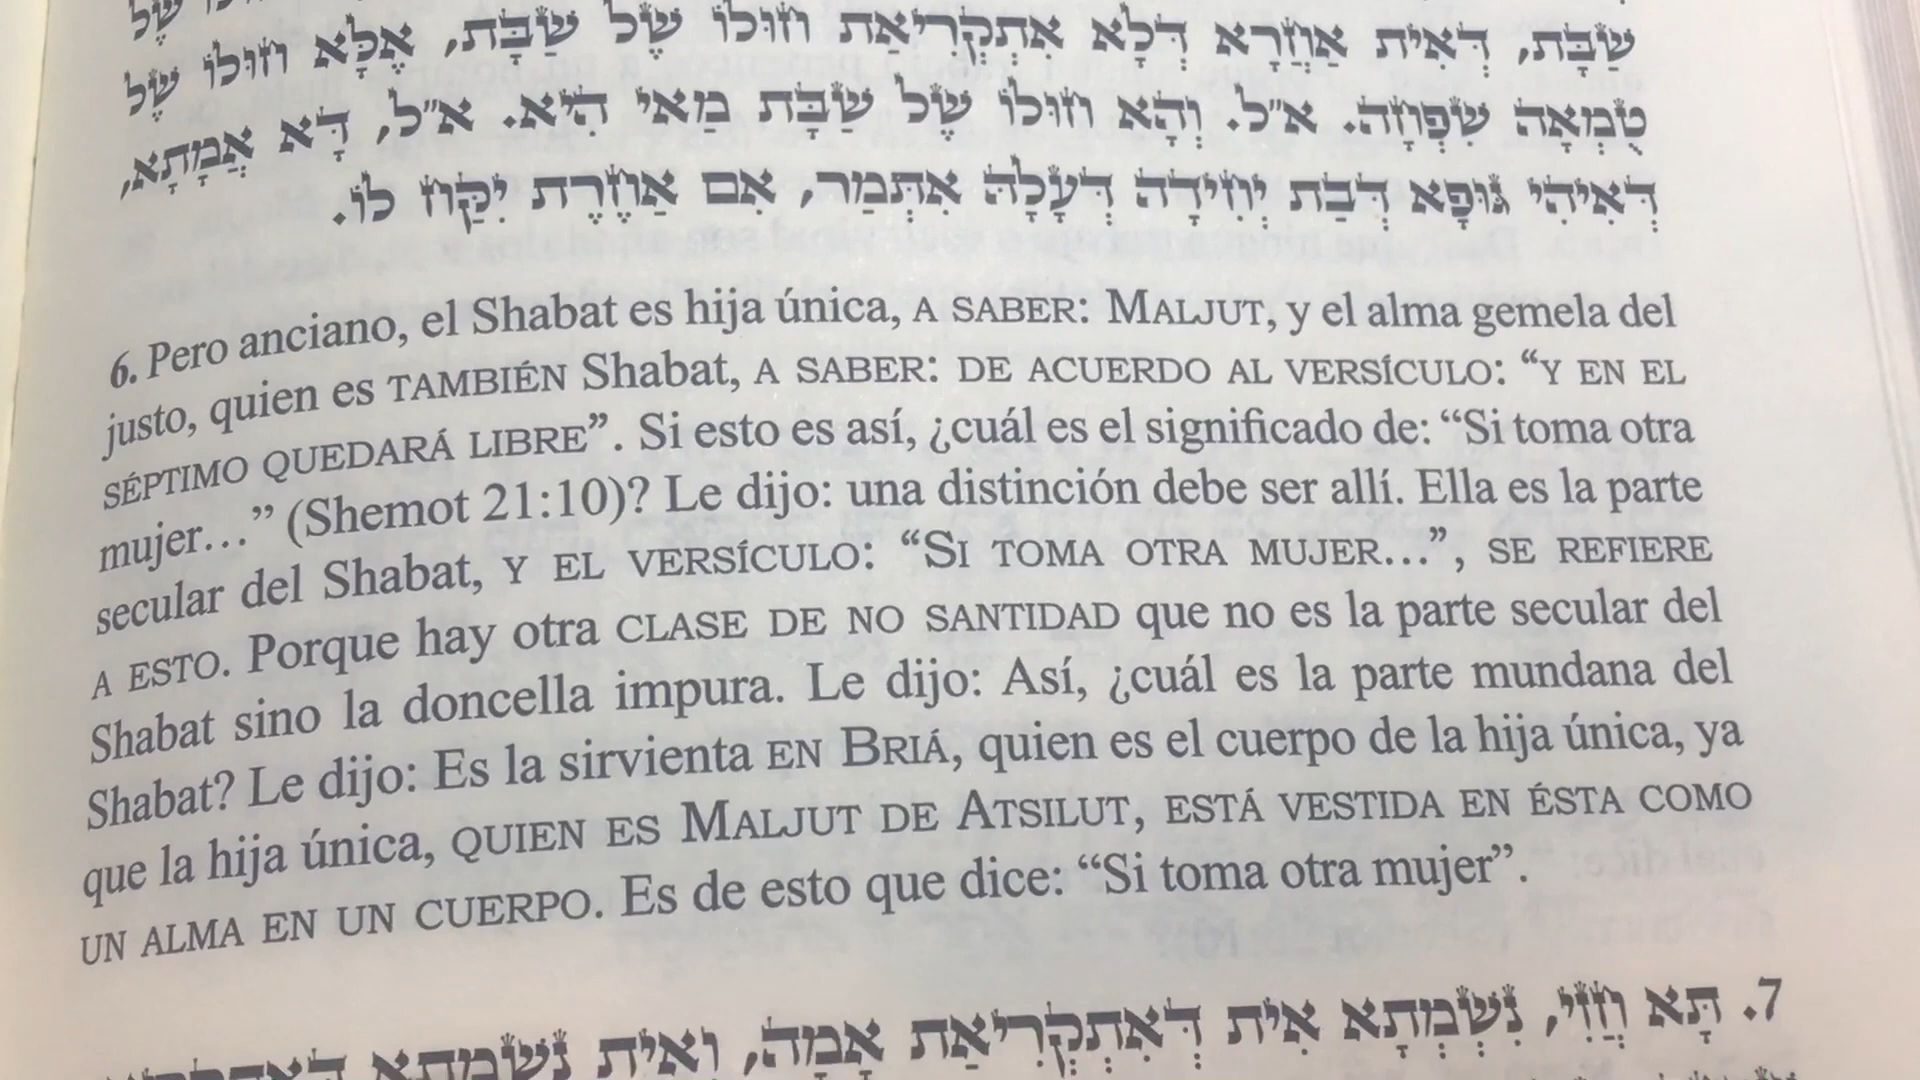 שֶׁל
שַׁבָּת, דְּאִית אַחֲרָא דְּלָא אִתְקְרִיאַת חוּלוֹ שֶׁל שַׁבָּת, אֶלָּא חוּלוֹ שֶׁל
טֻמְאָה שִׁפְחָה. א״ל. וְהָא חוּלוֹ שֶׁל שַׁבָּת מַאי הִיא. א״ל, דָּא אֲמָתָא,
דְּאִיהִי גּוּפָא דְּבַת יְחִידָה דְּעָלָהּ אִתְּמַר, אִם אַחֶרֶת יִקַּח לוֹ.
6. Pero anciano, el Shabat es hija única, A SABER: MALJUT, y el alma gemela del
justo, quien es TAMBIÉN Shabat, A SABER: DE ACUERDO AL VERSÍCULO: “Y EN EL
SÉPTIMO QUEDARÁ LIBRE”. Si esto es así, ¿cuál es el significado de: “Si toma otra
mujer…” (Shemot 21:10)? Le dijo: una distinción debe ser allí. Ella es la parte
secular del Shabat, Y EL VERSÍCULO: “SI TOMA OTRA MUJER…”, SE REFIERE
A ESTO. Porque hay otra CLASE DE NO SANTIDAD que no es la parte secular del
Shabat sino la doncella impura. Le dijo: Así, ¿cuál es la parte mundana del
Shabat? Le dijo: Es la sirvienta EN BRIÁ, quien es el cuerpo de la hija única, ya
que la hija única, QUIEN ES MALJUT DE ATSILUT, ESTÁ VESTIDA EN ÉSTA COMO
UN ALMA EN UN CUERPO. Es de esto que dice: “Si toma otra mujer”.
7. תָּא חֲזֵי, נִשְׁמְתָא אִית דְּאִתְקְרִיאַת אָמָה, וְאִית נִשְׁמתא